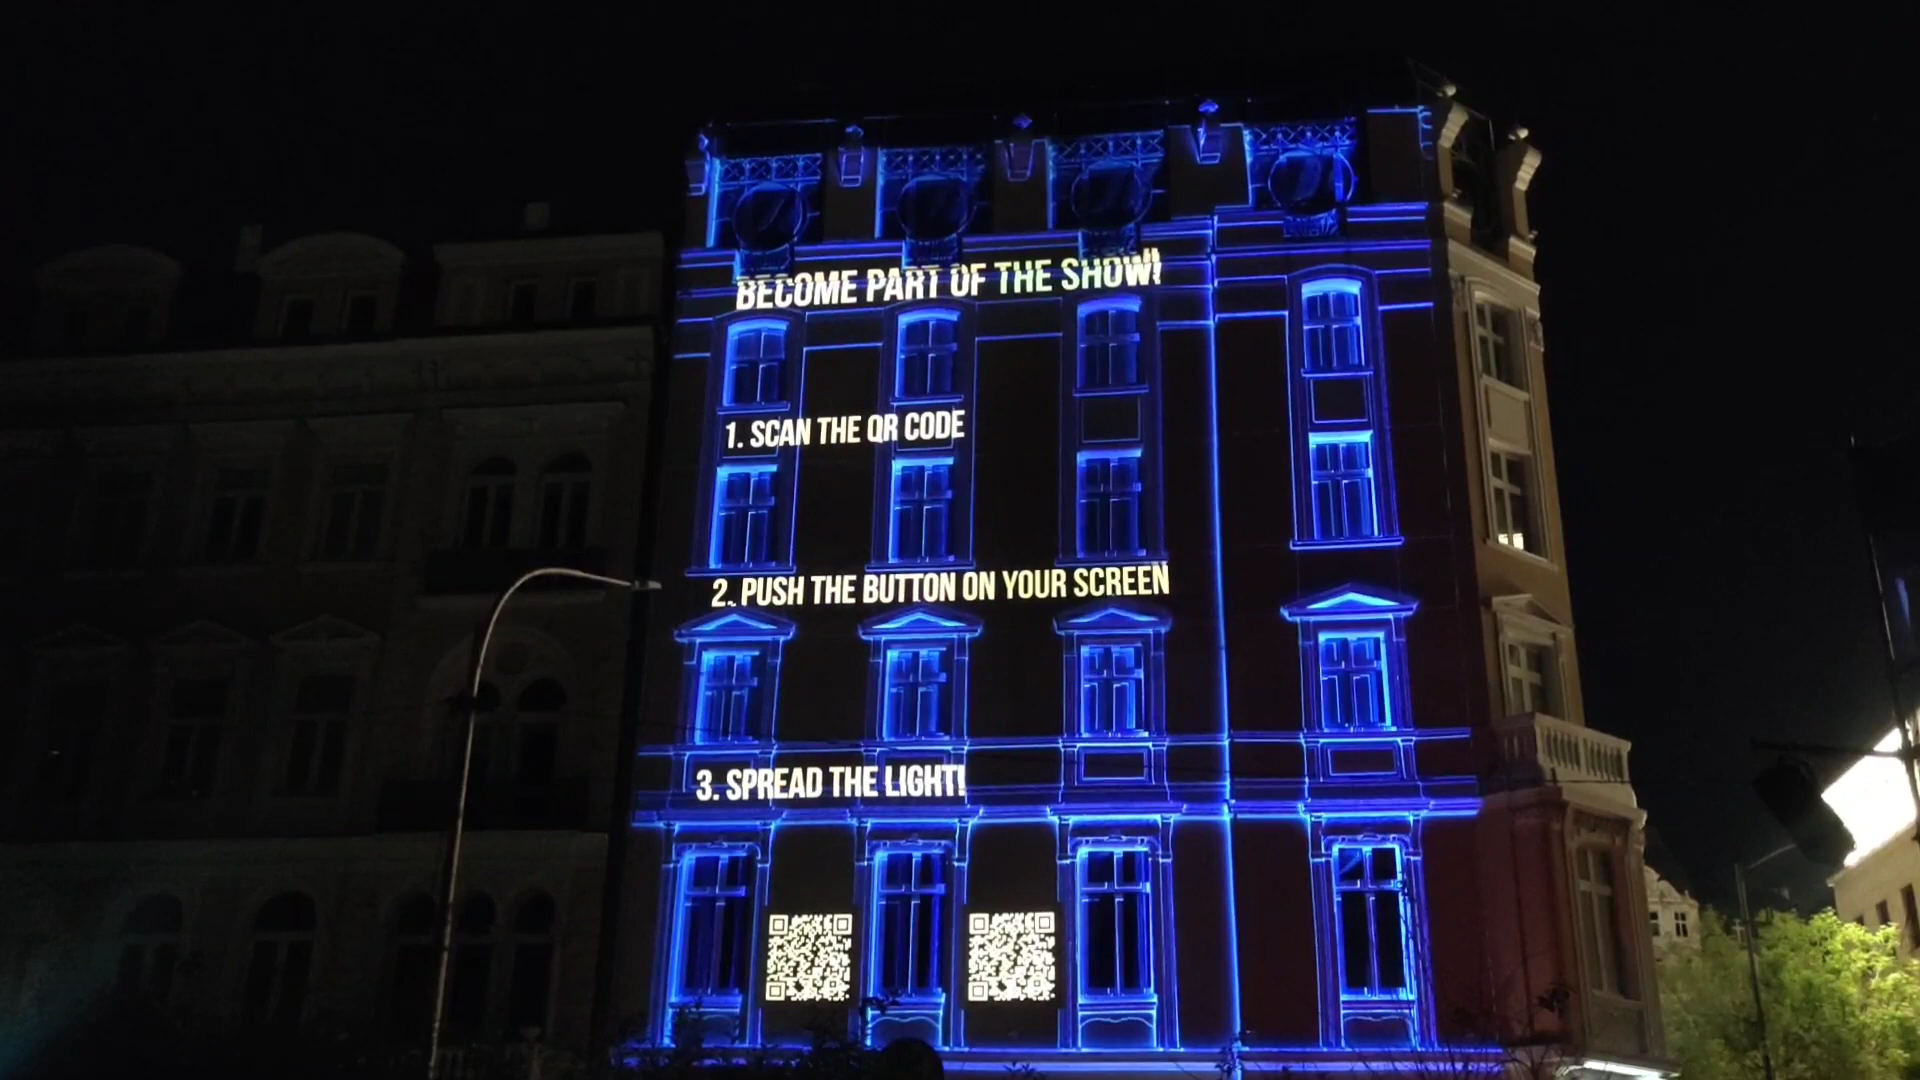 BECOME PART OF THE SHOW!
1. SCAN THE QR CODE
2. PUSH THE BUTTON ON YOUR SCREEN
3. SPREAD THE LIGHT!